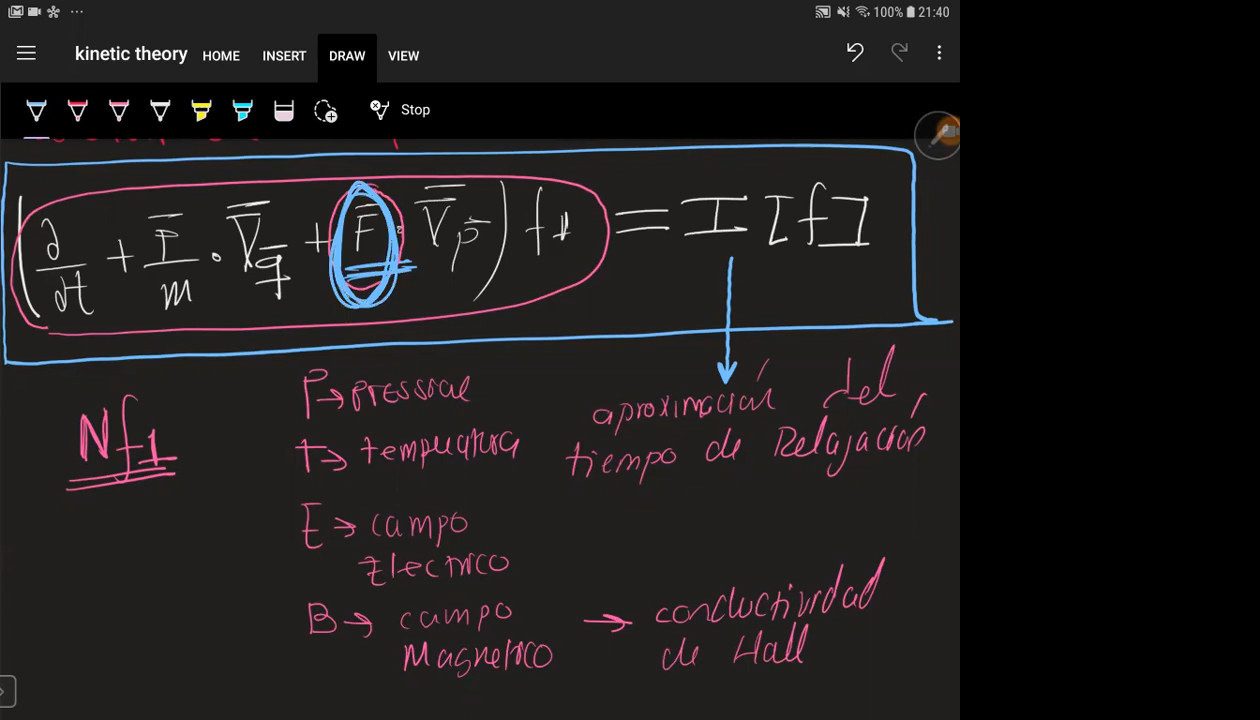 100% 21:40
kinetic theory HOME INSERT DRAW VIEW
Stop
(∂/∂t + p̄/m · ∇̄q̄ + F̄ · ∇̄p̄) f1 = I[f]
Nf1
P → presión
T → temperatura
E → campo
Electrico
B → campo
Magnetico
aproximación del
tiempo de Relajación
→ conductividad
de Hall